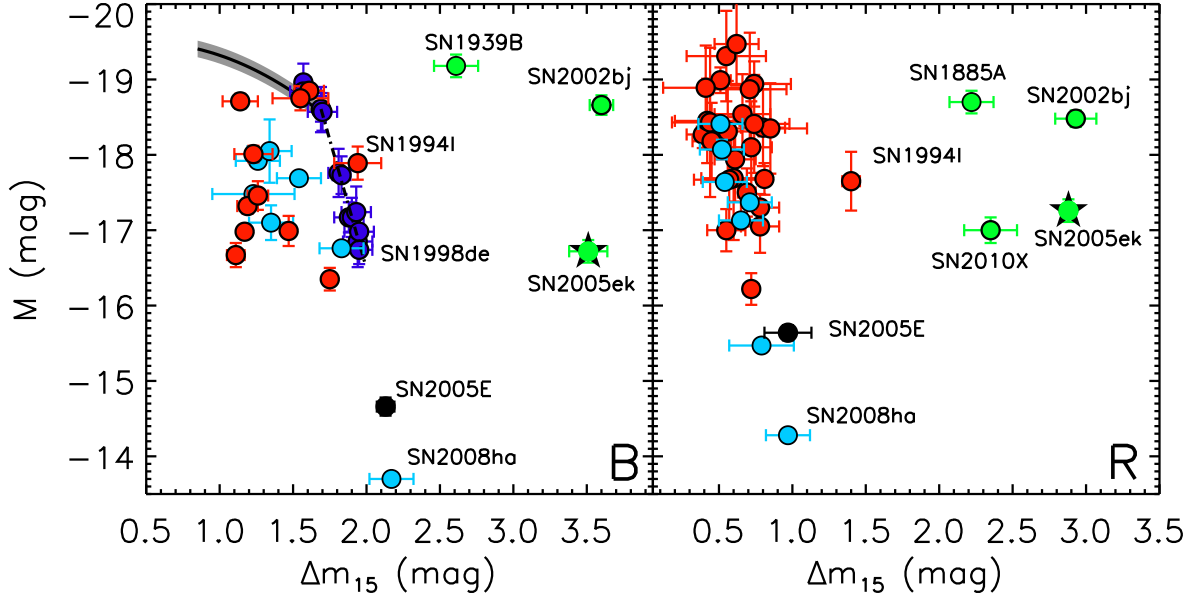 −20
−19
−18
−17
−16
−15
−14
M (mag)
SN1939B
SN2002bj
SN1994I
SN1998de
SN2005ek
SN2005E
SN2008ha
B
SN1885A
SN2002bj
SN1994I
SN2005ek
SN2010X
SN2005E
SN2008ha
R
0.5 1.0 1.5 2.0 2.5 3.0 3.5
0.5 1.0 1.5 2.0 2.5 3.0 3.5
Δm15 (mag)
Δm15 (mag)